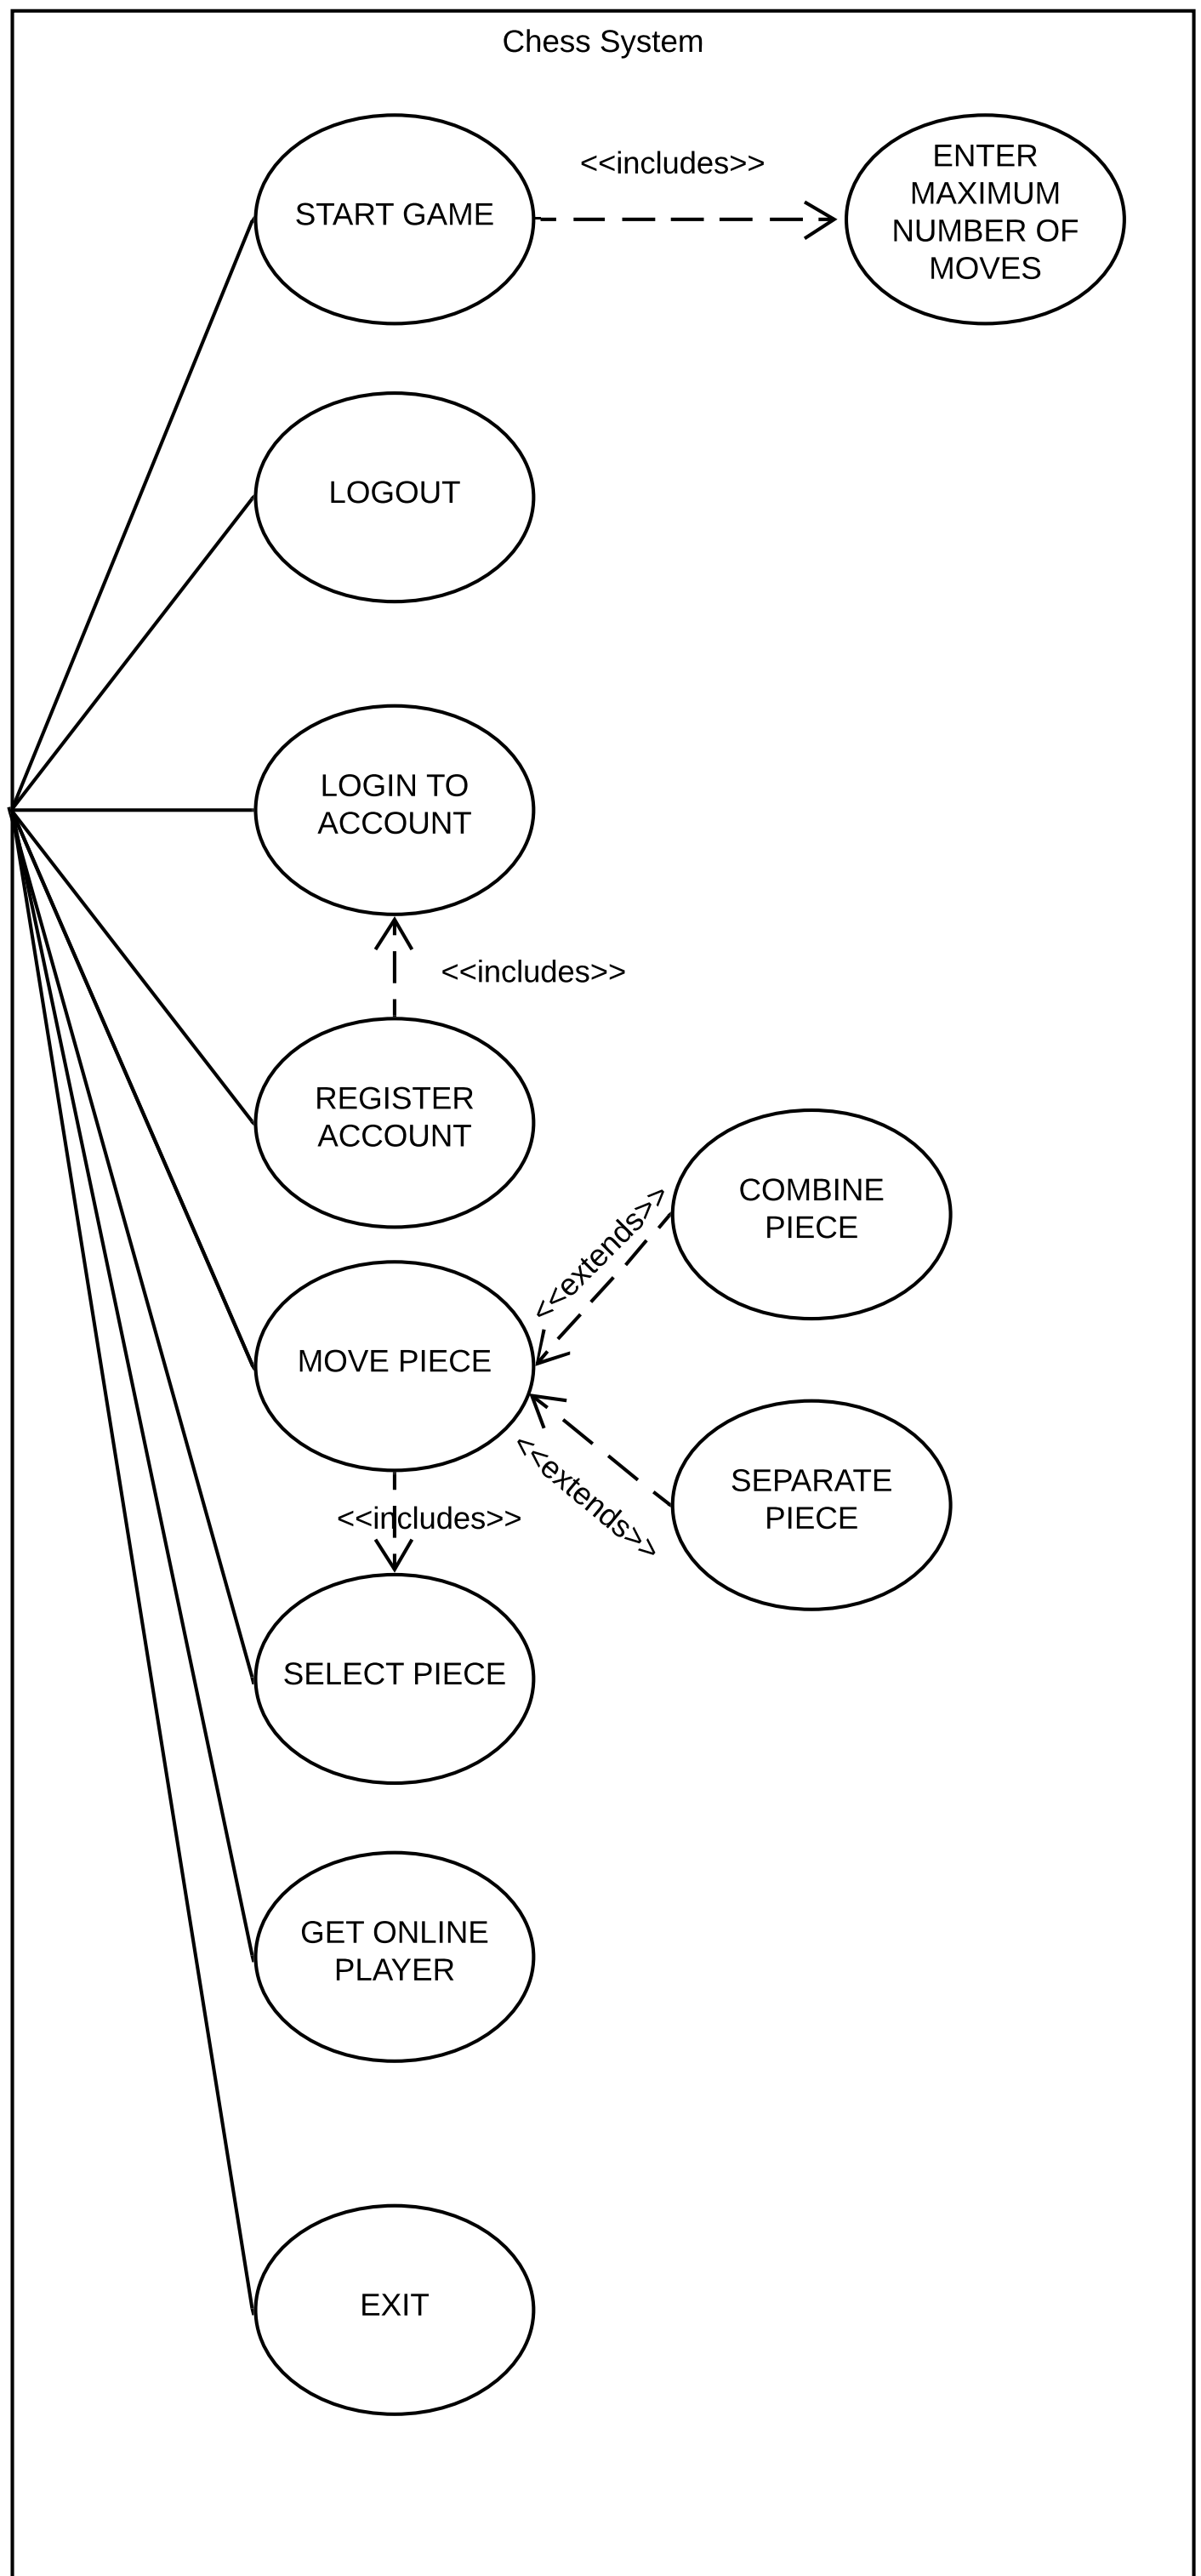 Chess System
START GAME
<<includes>>
ENTER
MAXIMUM
NUMBER OF
MOVES
LOGOUT
LOGIN TO
ACCOUNT
<<includes>>
REGISTER
ACCOUNT
COMBINE
PIECE
<<extends>>
MOVE PIECE
SEPARATE
PIECE
<<extends>>
<<includes>>
SELECT PIECE
GET ONLINE
PLAYER
EXIT